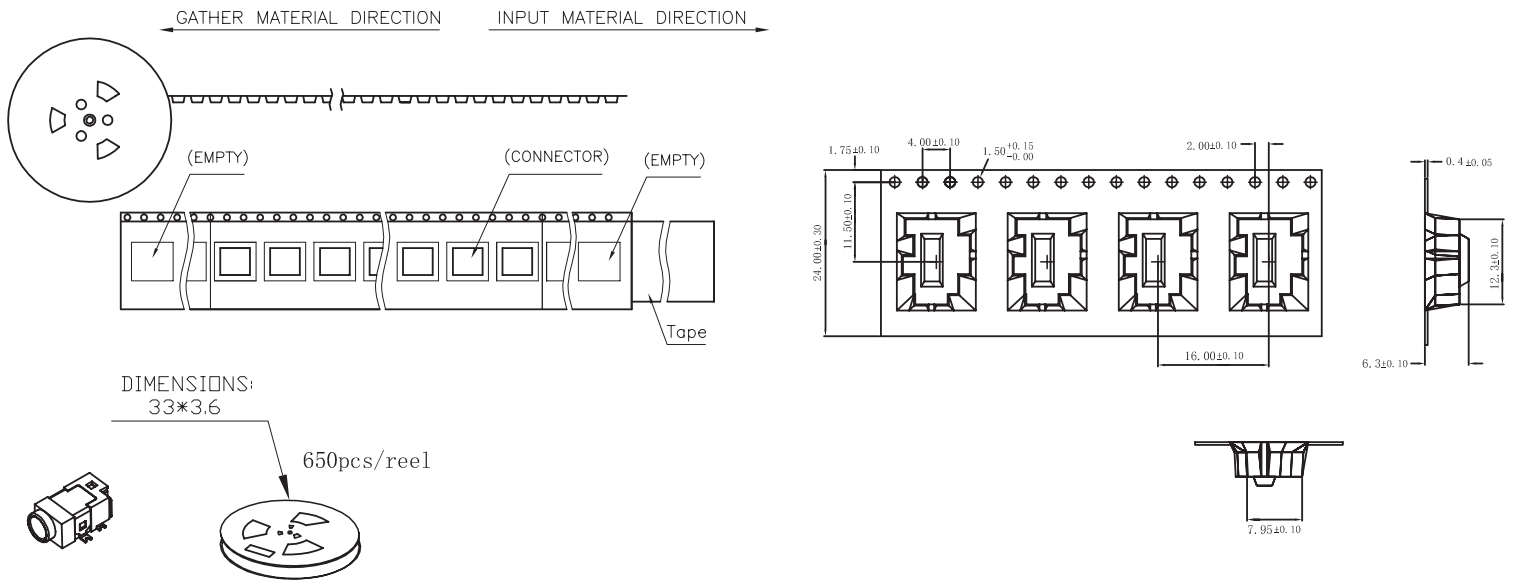 GATHER MATERIAL DIRECTION
INPUT MATERIAL DIRECTION
(EMPTY)
(CONNECTOR)
(EMPTY)
Tape
DIMENSIONS:
33*3.6
650pcs/reel
1.75±0.10
4.00±0.10
1.50 +0.15
-0.00
2.00±0.10
0.4±0.05
24.00±0.30
11.50±0.10
12.3±0.10
16.00±0.10
6.3±0.10
7.95±0.10